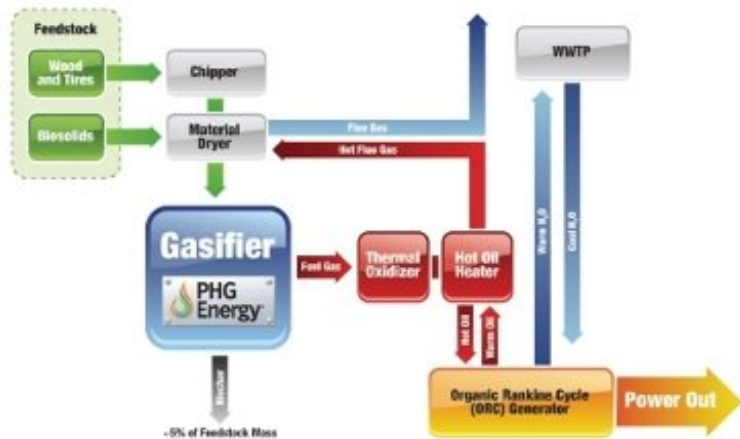 Feedstock
Wood
and Tires
Chipper
WWTP
Biosolids
Material
Dryer
Flue Gas
Hot Flue Gas
Gasifier
PHG
Energy
Fuel Gas
Thermal
Oxidizer
Hot Oil
Heater
Warm H₂O
Cool H₂O
Hot Oil
Warm Oil
Biochar
~5% of Feedstock Mass
Organic Rankine Cycle
(ORC) Generator
Power Out